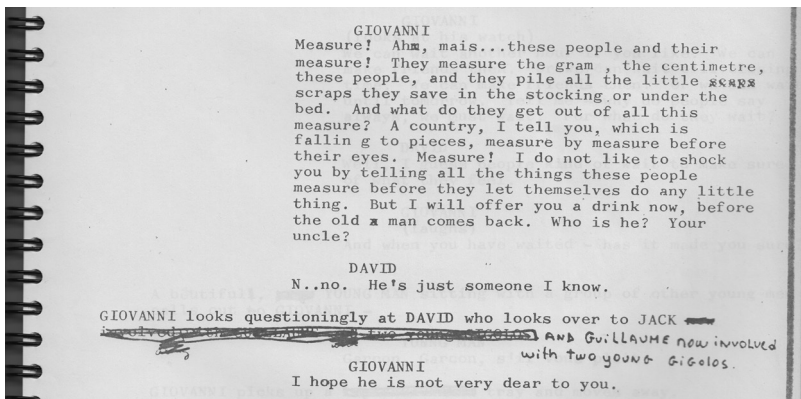 GIOVANNI
Measure! Ahm, mais...these people and their
measure! They measure the gram , the centimetre,
these people, and they pile all the little scraps
scraps they save in the stocking or under the
bed. And what do they get out of all this
measure? A country, I tell you, which is
fallin g to pieces, measure by measure before
their eyes. Measure! I do not like to shock
you by telling all the things these people
measure before they let themselves do any little
thing. But I will offer you a drink now, before
the old x man comes back. Who is he? Your
uncle?
DAVID
N..no. He's just someone I know.
GIOVANNI looks questioningly at DAVID who looks over to JACK
two young GIGOLOS AND GUILLAUME now involved
with two young GIGOLOS.
GIOVANNI
I hope he is not very dear to you.